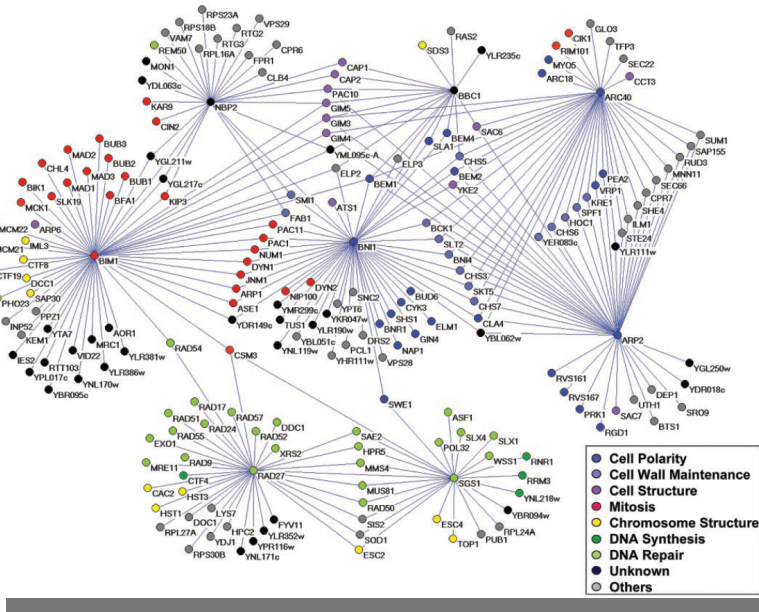 RPS23A
VPS29
RPS18B
RTG2
VAM7
RTG3
CPR6
REM50
RPL16A
FPR1
MON1
CLB4
YDL063c
KAR9
NBP2
CIN2
CAP1
CAP2
PAC10
GIM5
GIM3
GIM4
YML095c-A
ELP2
ATS1
RAS2
SDS3
YLR235c
BBC1
SAC6
BEM4
SLA1
CHS5
ELP3
BEM2
BEM1
YKE2
GLO3
CIK1
TFP3
RIM101
SEC22
MYO5
CCT3
ARC18
ARC40
SUM1
SAP155
RUD3
MNN11
SEC66
CPR7
SHE4
ILM1
STE24
YLR111w
PEA2
VRP1
KRE1
SPF1
HOC1
CHS6
YER083c
BUB3
MAD2
BUB2
CHL4
MAD3
BUB1
BIK1
MAD1
SLK19
BFA1
MCK1
YGL211w
YGL217c
KIP3
MCM22
ARP6
IML3
MCM21
CTF8
CTF19
DCC1
SAP30
PHO23
PPZ1
INP52
YTA7
KEM1
AOR1
MRC1
VID22
YLR381w
IES2
RTT103
YLR386w
YPL017c
YNL170w
YBR095c
BIM1
SMI1
FAB1
PAC11
PAC1
NUM1
DYN1
JNM1
ARP1
ASE1
YDR149c
DYN2
NIP100
YMR299c
TUS1
YNL119w
SNC2
YPT6
YKR047w
YLR190w
YBL051c
PCL1
YHR111w
DRS2
VPS28
BNI1
BUD6
CYK3
SHS1
BNR1
ELM1
GIN4
NAP1
BCK1
SLT2
BNI4
CHS3
SKT5
CHS7
CLA4
YBL062w
SWE1
ARP2
YGL250w
RVS161
YDR018c
RVS167
DEP1
UTH1
SRO9
PRK1
SAC7
BTS1
RGD1
RAD54
CSM3
RAD17
RAD51
RAD57
RAD24
DDC1
RAD55
RAD52
EXO1
XRS2
RAD9
MRE11
CTF4
RAD27
CAC2
HST3
HST1
LYS7
DOC1
RPL27A
HPC2
FYV11
YLR352w
YDJ1
YPR116w
RPS30B
YNL171c
SAE2
HPR5
MMS4
MUS81
RAD50
SIS2
SOD1
ESC2
ASF1
SLX4
SLX1
POL32
WSS1
RNR1
SGS1
RRM3
YNL218w
YBR094w
ESC4
RPL24A
PUB1
TOP1
Cell Polarity
Cell Wall Maintenance
Cell Structure
Mitosis
Chromosome Structure
DNA Synthesis
DNA Repair
Unknown
Others